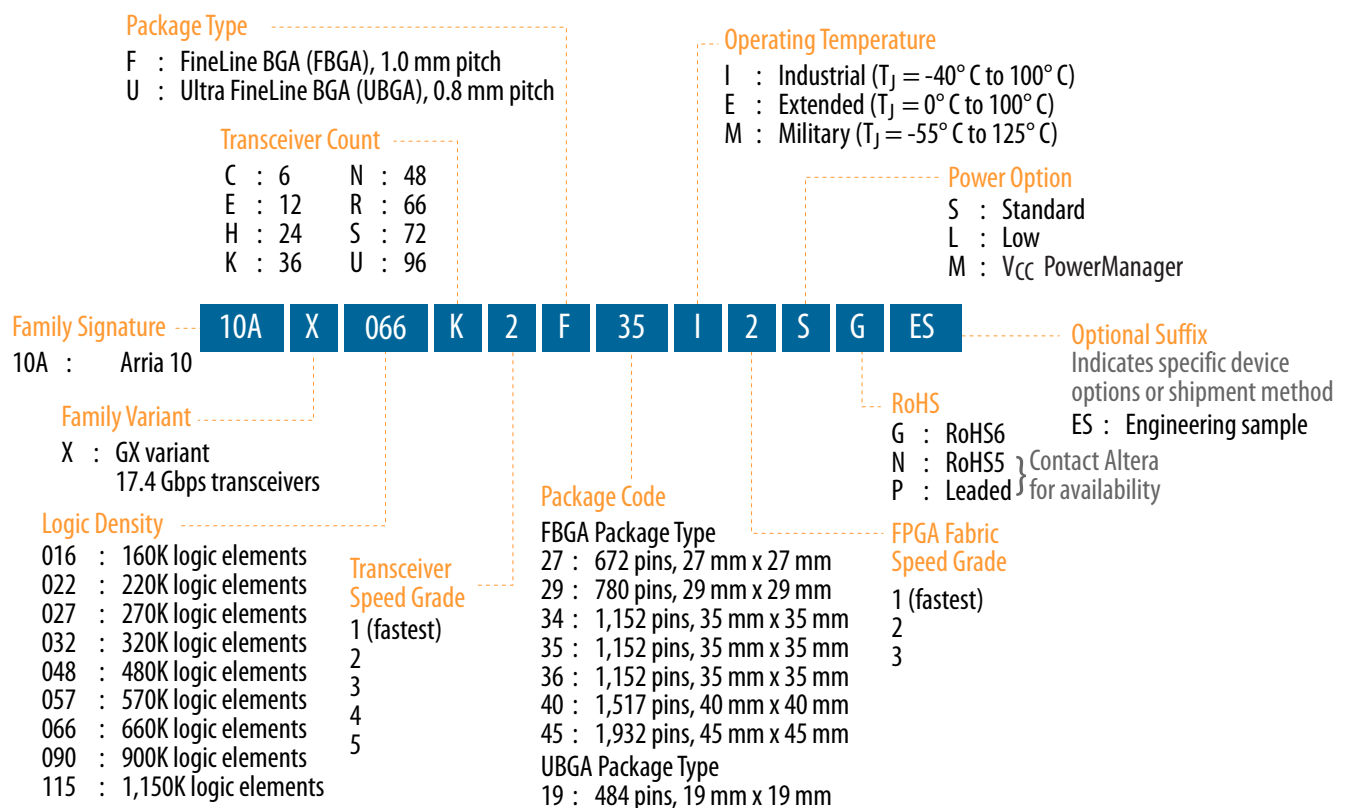 Package Type
F : FineLine BGA (FBGA), 1.0 mm pitch
U : Ultra FineLine BGA (UBGA), 0.8 mm pitch
Operating Temperature
I : Industrial (TJ = -40° C to 100° C)
E : Extended (TJ = 0° C to 100° C)
M : Military (TJ = -55° C to 125° C)
Transceiver Count
C : 6 N : 48
E : 12 R : 66
H : 24 S : 72
K : 36 U : 96
Power Option
S : Standard
L : Low
M : VCC PowerManager
Family Signature
10A : Arria 10
10A X 066 K 2 F 35 I 2 S G ES
Optional Suffix
Indicates specific device
options or shipment method
ES : Engineering sample
Family Variant
X : GX variant
17.4 Gbps transceivers
RoHS
G : RoHS6
N : RoHS5
P : Leaded
} Contact Altera
for availability
Logic Density
016 : 160K logic elements
022 : 220K logic elements
027 : 270K logic elements
032 : 320K logic elements
048 : 480K logic elements
057 : 570K logic elements
066 : 660K logic elements
090 : 900K logic elements
115 : 1,150K logic elements
Transceiver
Speed Grade
1 (fastest)
2
3
4
5
Package Code
FBGA Package Type
27 : 672 pins, 27 mm x 27 mm
29 : 780 pins, 29 mm x 29 mm
34 : 1,152 pins, 35 mm x 35 mm
35 : 1,152 pins, 35 mm x 35 mm
36 : 1,152 pins, 35 mm x 35 mm
40 : 1,517 pins, 40 mm x 40 mm
45 : 1,932 pins, 45 mm x 45 mm
UBGA Package Type
19 : 484 pins, 19 mm x 19 mm
FPGA Fabric
Speed Grade
1 (fastest)
2
3